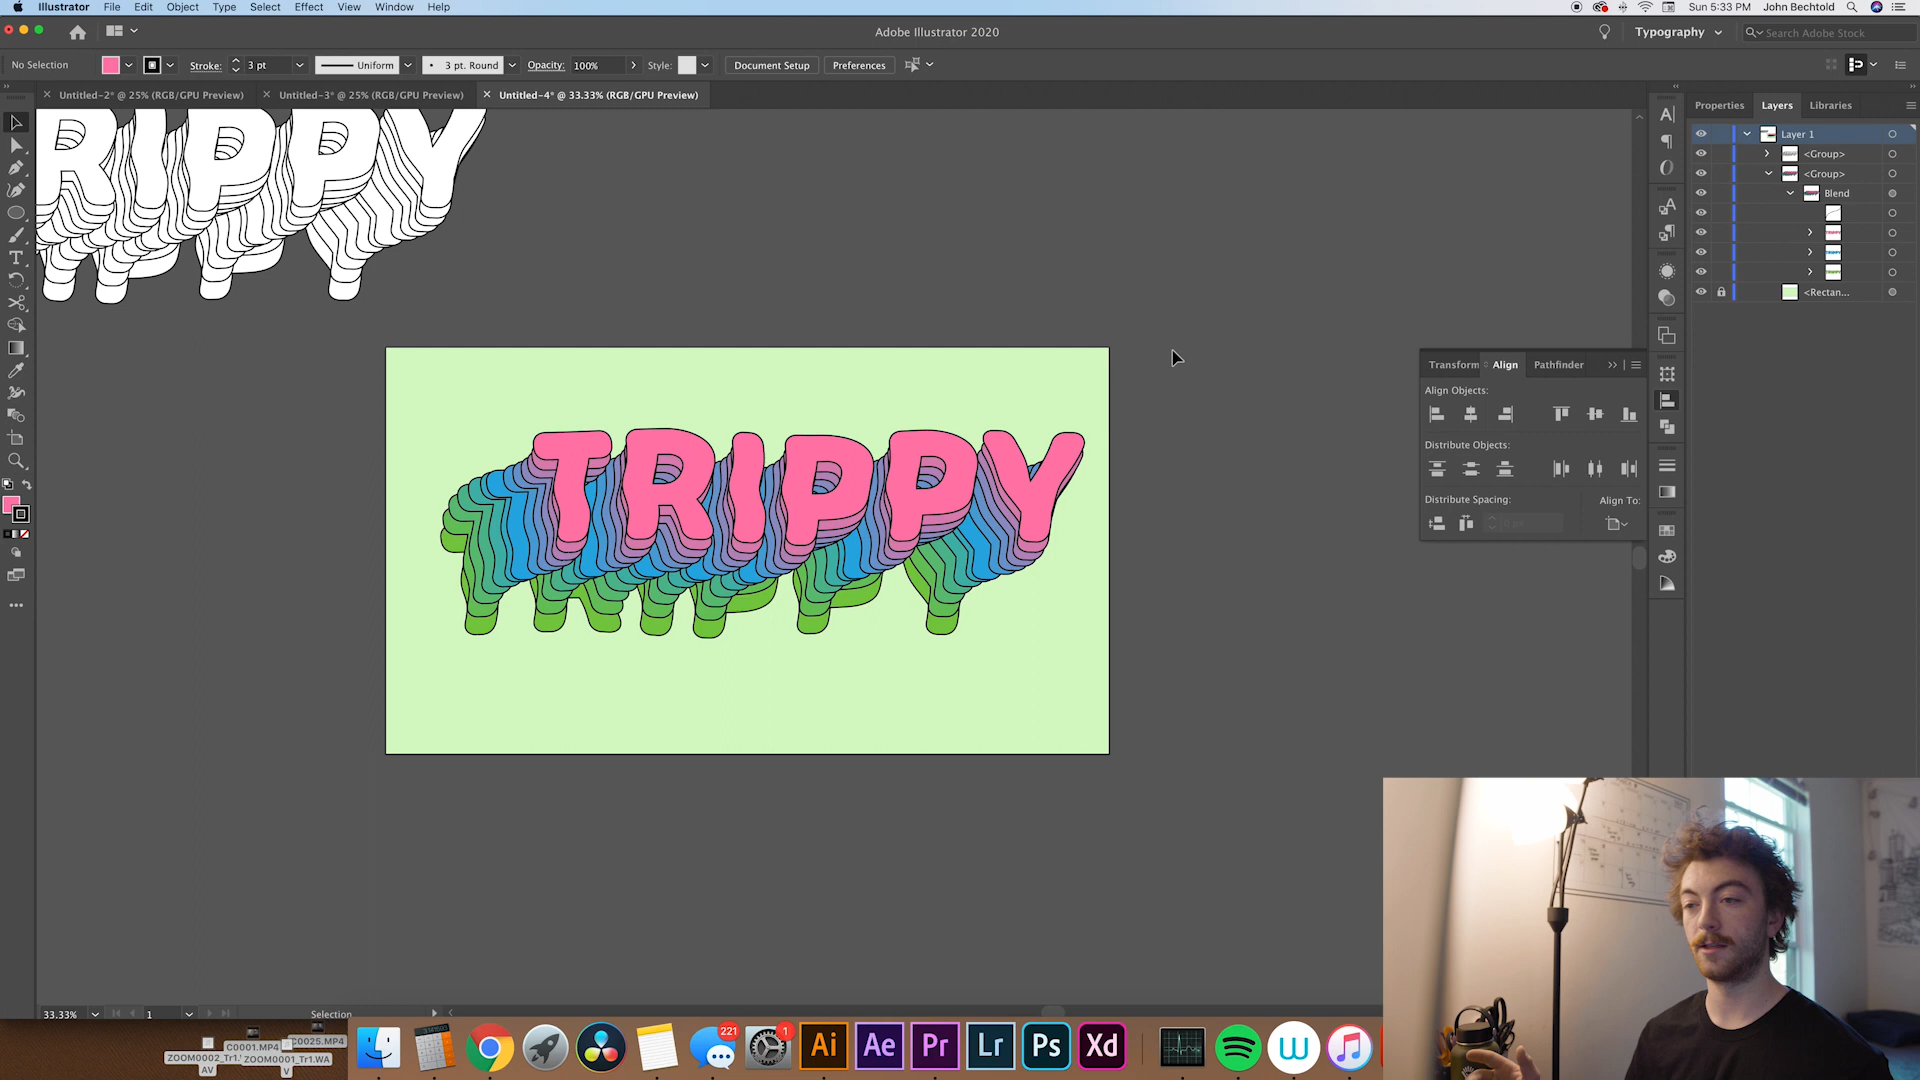 Illustrator File Edit Object Type Select Effect View Window Help
Sun 5:33 PM John Bechtold
Adobe Illustrator 2020
Typography
Search Adobe Stock
No Selection
Stroke: 3 pt
Uniform
3 pt. Round
Opacity: 100%
Style:
Document Setup
Preferences
Untitled-2* @ 25% (RGB/GPU Preview)
Untitled-3* @ 25% (RGB/GPU Preview)
Untitled-4* @ 33.33% (RGB/GPU Preview)
Properties Layers Libraries
Layer 1
<Group>
<Group>
Blend
<Rectan...
RIPPY
TRIPPY
Transform Align Pathfinder
Align Objects:
Distribute Objects:
Distribute Spacing:
Align To:
0 px
33.33%
1
Selection
C0001.MP4
C0025.MP4
ZOOM0002_Tr1.
AV
ZOOM0001_Tr1.WA
V
221
1
Ai
Ae
Pr
Lr
Ps
Xd